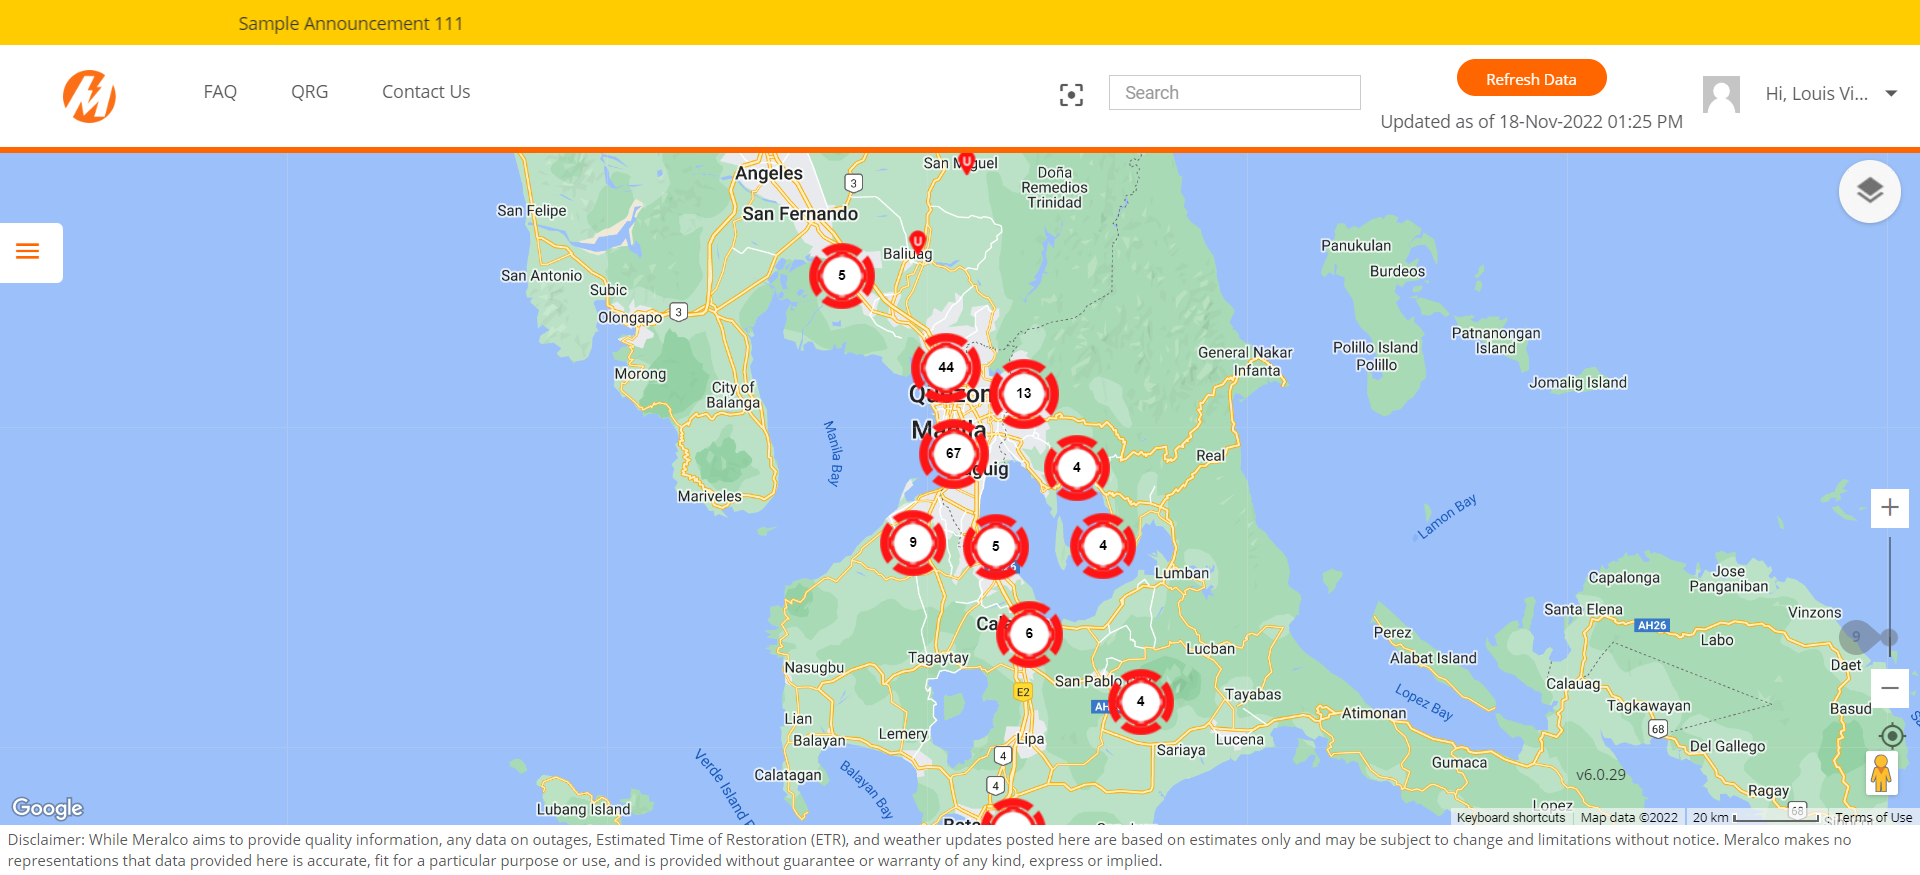 Sample Announcement 111
FAQ
QRG
Contact Us
Search
Refresh Data
Updated as of 18-Nov-2022 01:25 PM
Hi, Louis Vi...
San Miguel
U
Angeles
3
Doña
Remedios
Trinidad
San Felipe
San Fernando
U
Baliuag
Panukulan
Burdeos
San Antonio
5
Subic
Olongapo
3
Patnanongan
Island
General Nakar
Infanta
Polillo Island
Polillo
Morong
44
13
City of
Balanga
Jomalig Island
Quezon
Manila
Manila Bay
67
4
Real
Mariveles
Lamon Bay
9
5
4
Lumban
Capalonga
Jose
Panganiban
Santa Elena
Vinzons
AH26
Labo
9
6
Perez
Alabat Island
Lucban
Daet
Tagaytay
Nasugbu
San Pablo
E2
4
Tayabas
Calauag
Tagkawayan
Basud
Lopez Bay
Atimonan
68
Lian
Balayan
Lemery
Lipa
Lucena
Sariaya
Del Gallego
4
Gumaca
Calatagan
Balayan Bay
4
v6.0.29
Ragay
Lubang Island
Lopez
68
Google
Keyboard shortcuts
Map data ©2022
20 km
Terms of Use
Disclaimer: While Meralco aims to provide quality information, any data on outages, Estimated Time of Restoration (ETR), and weather updates posted here are based on estimates only and may be subject to change and limitations without notice. Meralco makes no
representations that data provided here is accurate, fit for a particular purpose or use, and is provided without guarantee or warranty of any kind, express or implied.